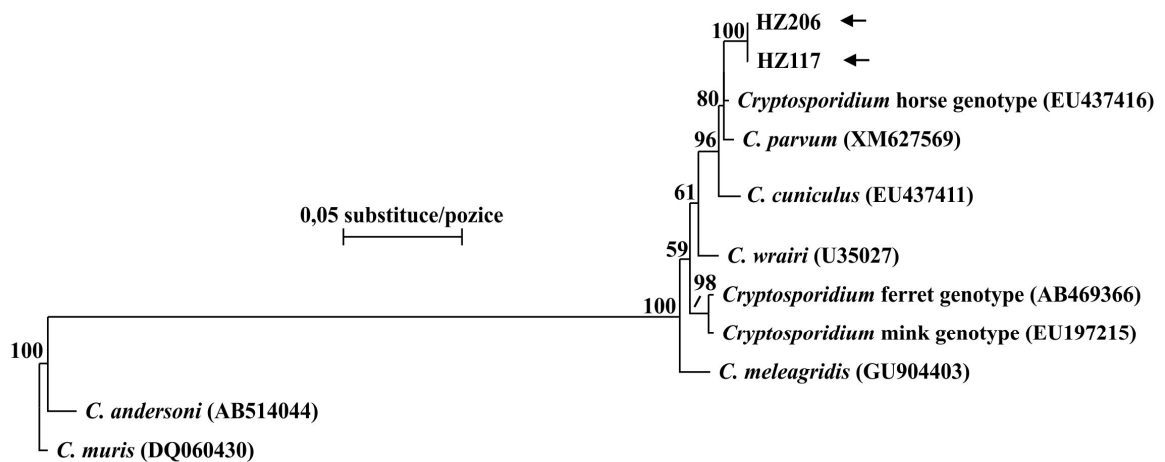 100
HZ206
HZ117
80
Cryptosporidium horse genotype (EU437416)
96
C. parvum (XM627569)
61
C. cuniculus (EU437411)
0,05 substituce/pozice
59
C. wrairi (U35027)
98
Cryptosporidium ferret genotype (AB469366)
100
Cryptosporidium mink genotype (EU197215)
100
C. meleagridis (GU904403)
C. andersoni (AB514044)
C. muris (DQ060430)